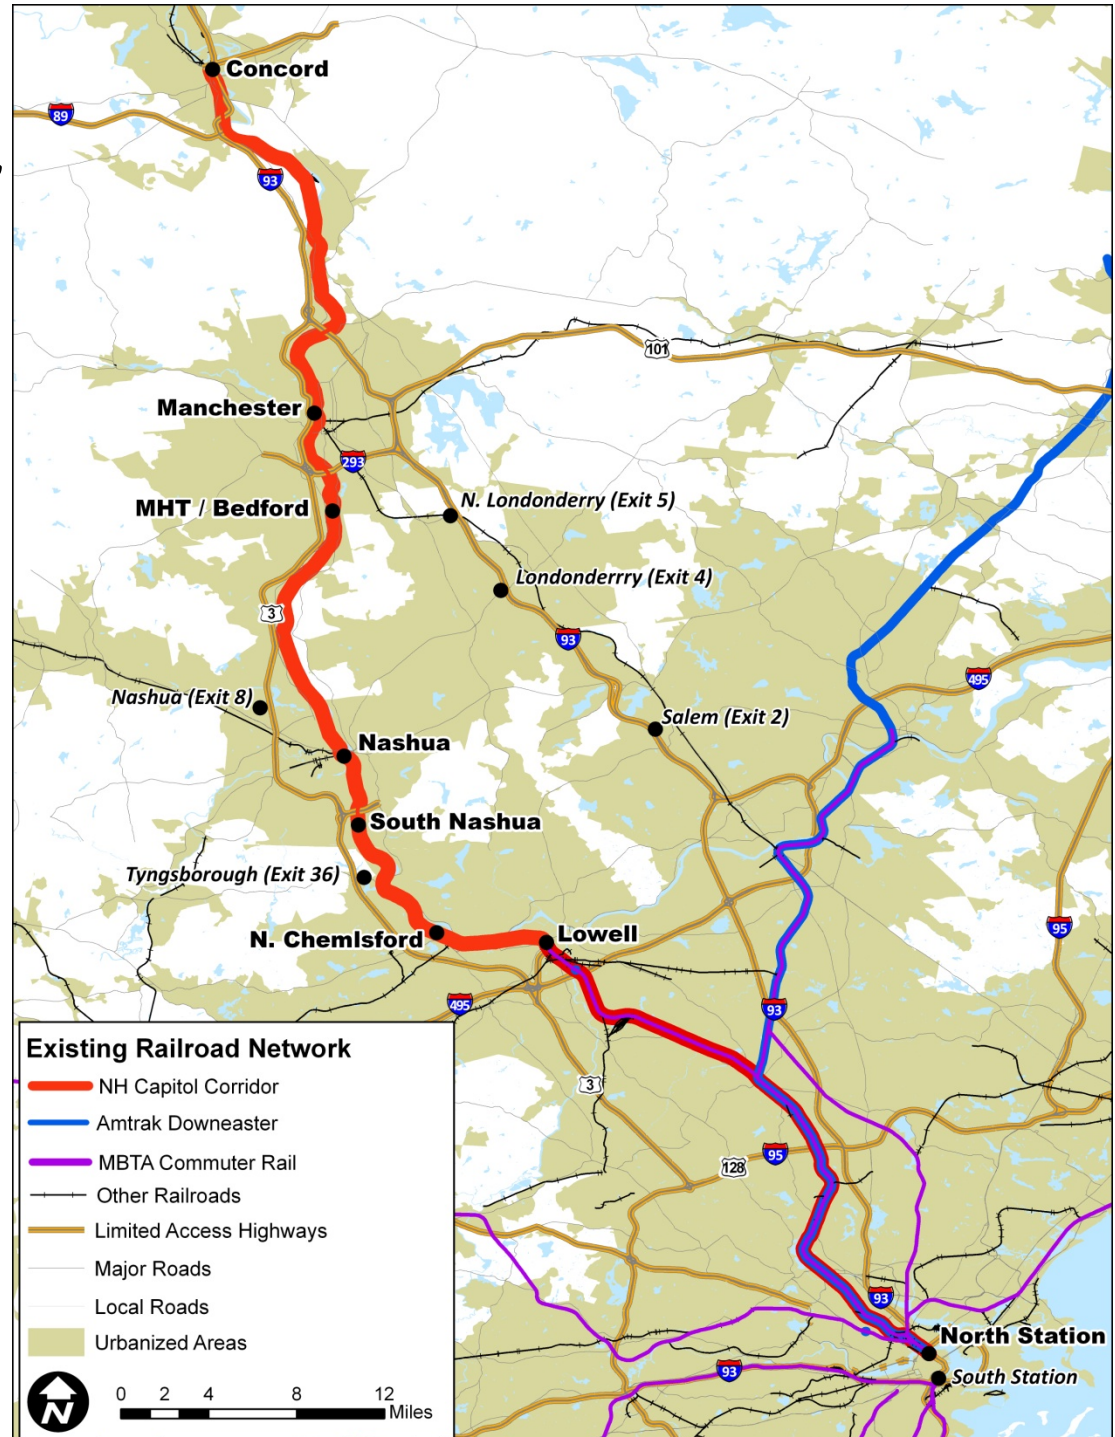 Concord
89
93
101
Manchester
293
MHT / Bedford
N. Londonderry (Exit 5)
Londonderrry (Exit 4)
3
93
495
Nashua (Exit 8)
Salem (Exit 2)
Nashua
South Nashua
Tyngsborough (Exit 36)
N. Chemlsford
Lowell
95
495
93
3
95
128
93
North Station
93
South Station
Existing Railroad Network
NH Capitol Corridor
Amtrak Downeaster
MBTA Commuter Rail
Other Railroads
Limited Access Highways
Major Roads
Local Roads
Urbanized Areas
N
0 2 4 8 12
Miles